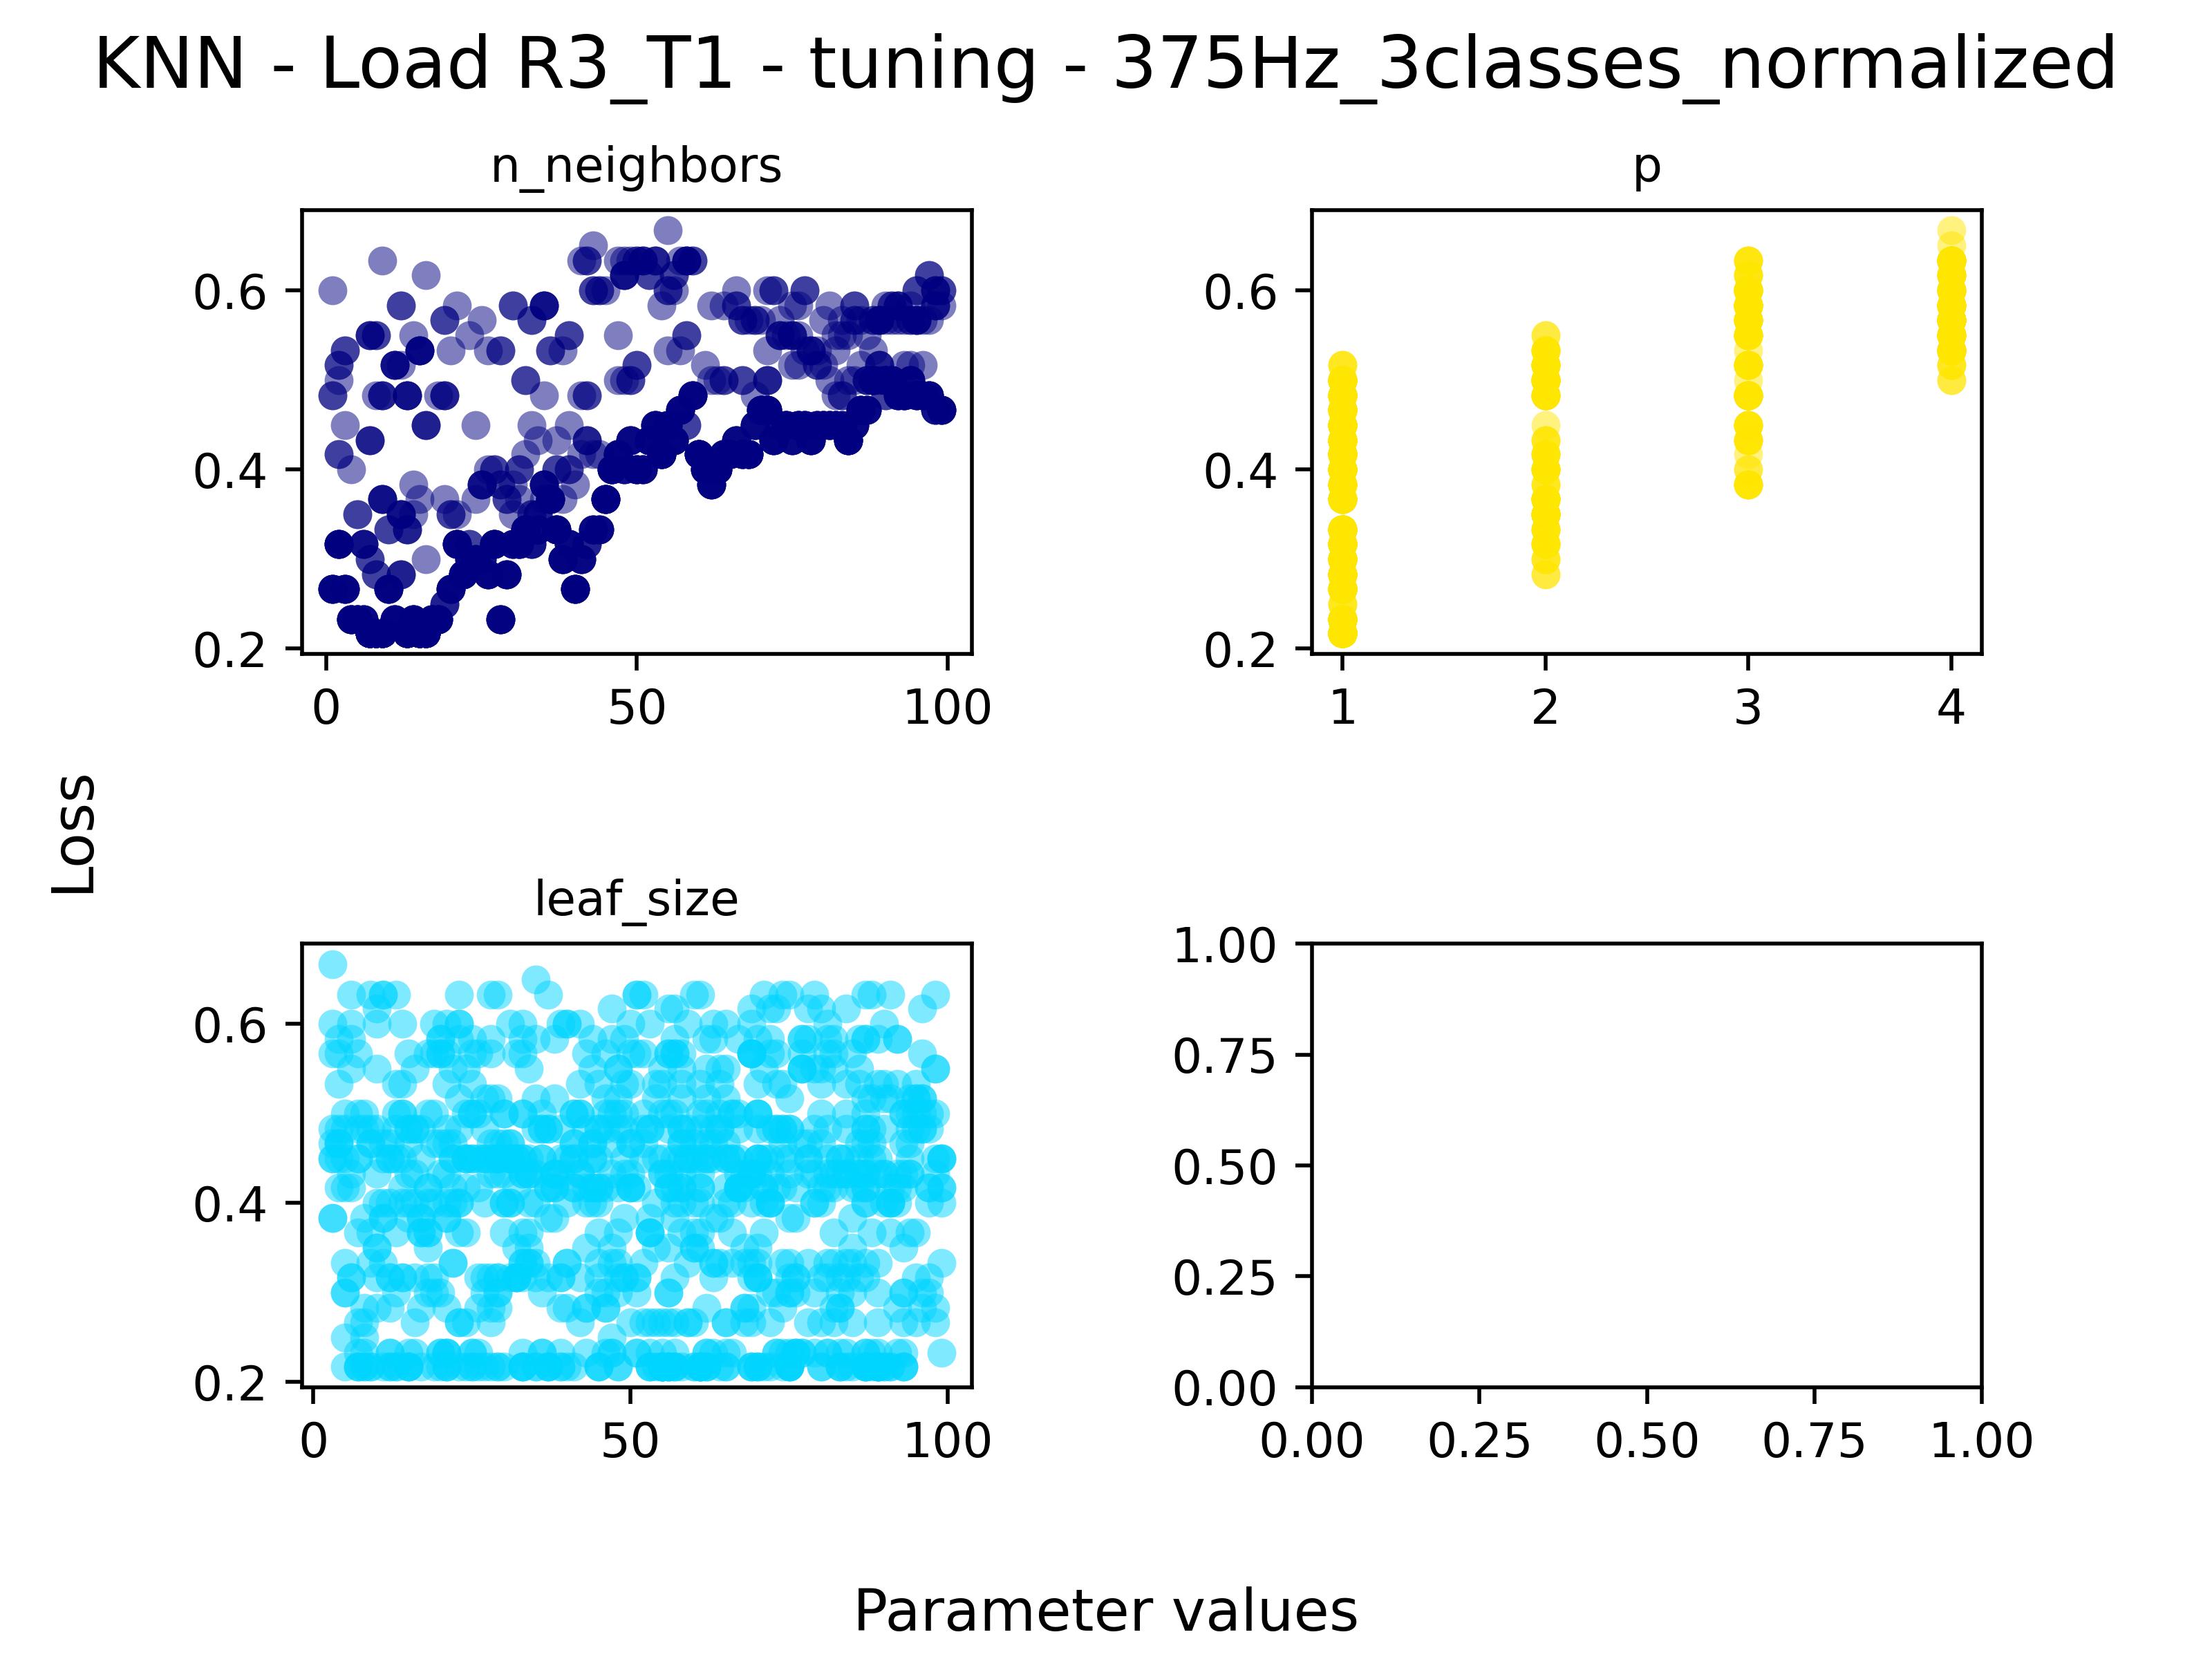 KNN - Load R3_T1 - tuning - 375Hz_3classes_normalized
n_neighbors
0.6
0.4
0.2
0 50 100
p
0.6
0.4
0.2
1 2 3 4
Loss
leaf_size
0.6
0.4
0.2
0 50 100
1.00
0.75
0.50
0.25
0.00
0.00 0.25 0.50 0.75 1.00
Parameter values